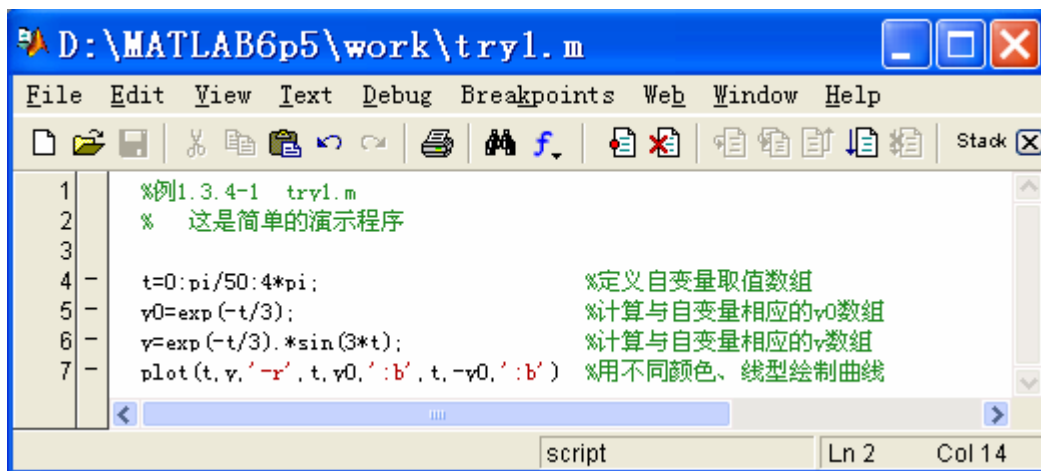 D:\MATLAB6p5\work\try1.m
File Edit View Text Debug Breakpoints Web Window Help
Stack
1 %例1.3.4-1 try1.m
2 % 这是简单的演示程序
3
4 - t=0:pi/50:4*pi; %定义自变量取值数组
5 - y0=exp(-t/3); %计算与自变量相应的y0数组
6 - y=exp(-t/3).*sin(3*t); %计算与自变量相应的y数组
7 - plot(t,y,'-r',t,y0,':b',t,-y0,':b') %用不同颜色、线型绘制曲线
script Ln 2 Col 14